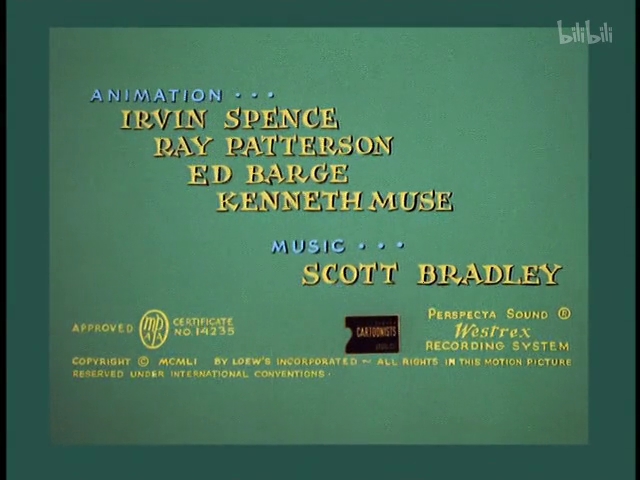 bilibili
ANIMATION . . .
IRVIN SPENCE
RAY PATTERSON
ED BARGE
KENNETH MUSE
MUSIC . . .
SCOTT BRADLEY
APPROVED
MPAA
CERTIFICATE
NO. 14235
CARTOONISTS
PERSPECTA SOUND ®
Westrex
RECORDING SYSTEM
COPYRIGHT © MCMLI BY LOEW'S INCORPORATED ~ ALL RIGHTS IN THIS MOTION PICTURE
RESERVED UNDER INTERNATIONAL CONVENTIONS.